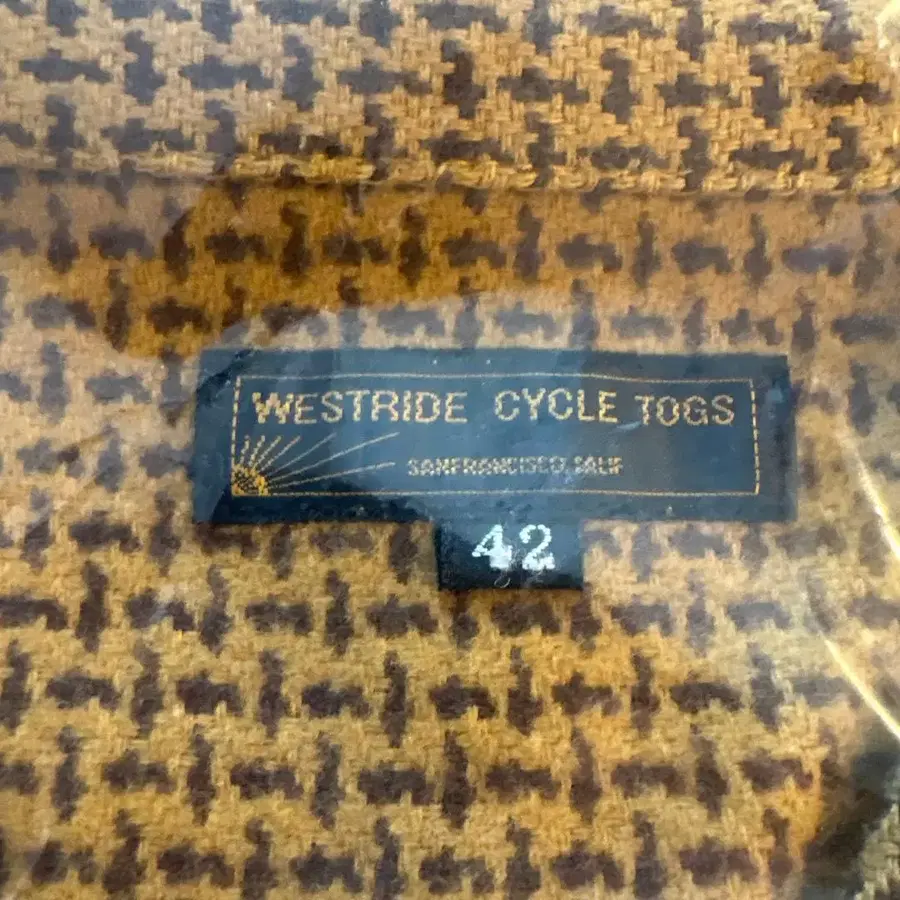 WESTRIDE CYCLE TOGS
SANFRANCISCO, CALIF
42